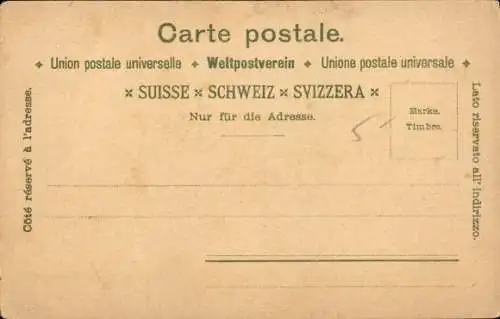 Carte postale.
✦ Union postale universelle ✦ Weltpostverein ✦ Unione postale universale ✦
× SUISSE × SCHWEIZ × SVIZZERA ×
Nur für die Adresse.
Marke.
Timbre.
5
Côté réservé à l'adresse.
Lato riservato all' indirizzo.